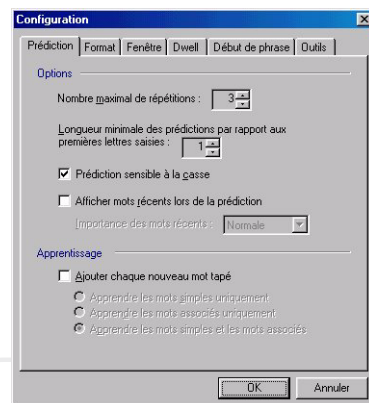 Configuration
Prédiction Format Fenêtre Dwell Début de phrase Outils
Options
Nombre maximal de répétitions : 3
Longueur minimale des prédictions par rapport aux
premières lettres saisies : 1
Prédiction sensible à la casse
Afficher mots récents lors de la prédiction
Importance des mots récents : Normale
Apprentissage
Ajouter chaque nouveau mot tapé
Apprendre les mots simples uniquement
Apprendre les mots associés uniquement
Apprendre les mots simples et les mots associés
OK Annuler